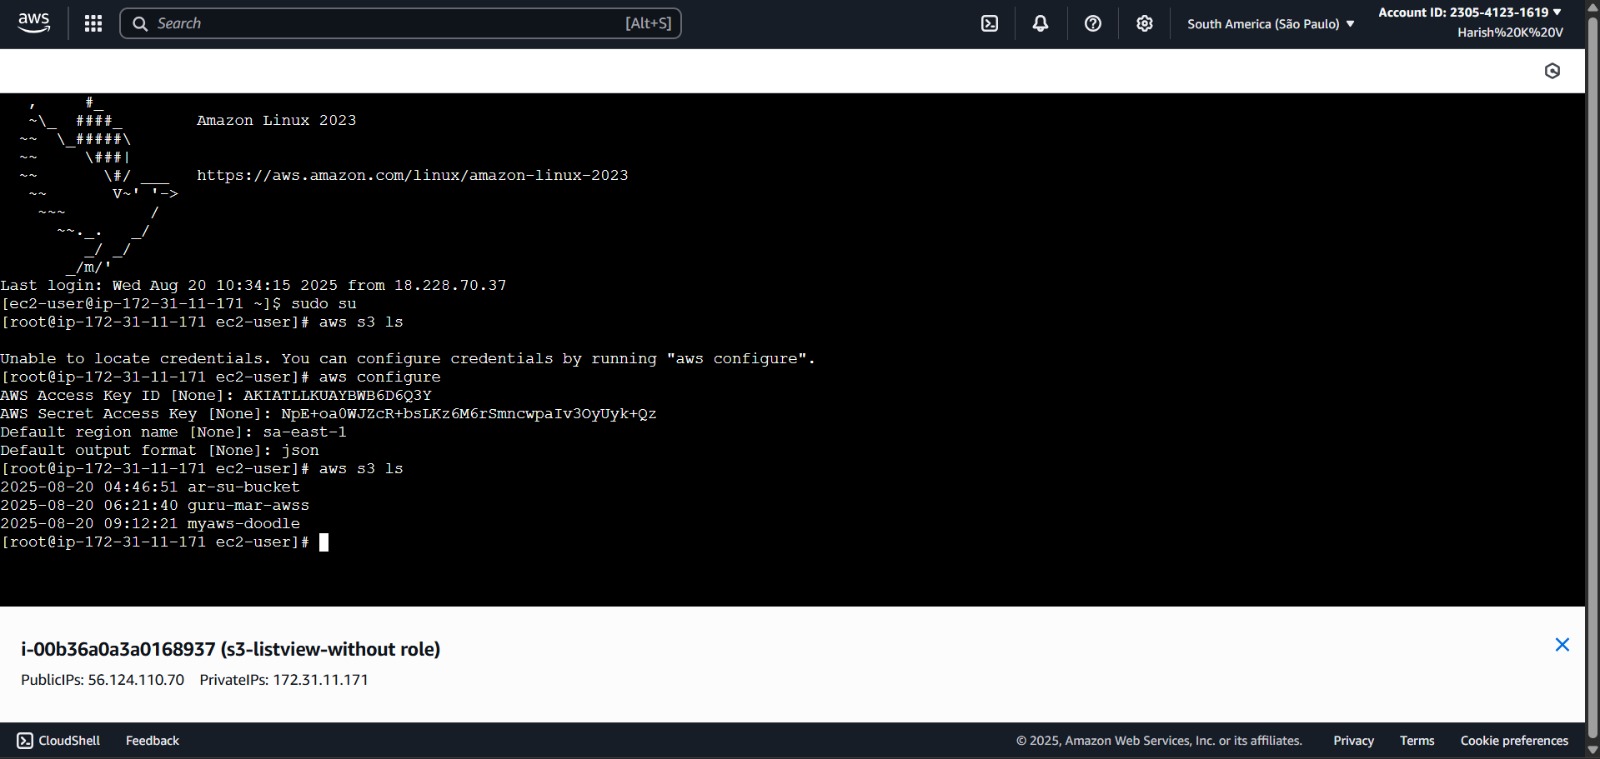 aws
Search
[Alt+S]
South America (São Paulo)
Account ID: 2305-4123-1619
Harish%20K%20V
, #_
~\_ ####_ Amazon Linux 2023
~~ \_#####\
~~ \###|
~~ \#/ ___ https://aws.amazon.com/linux/amazon-linux-2023
~~ V~' '->
~~~ /
~~._. _/
_/ _/
_/m/'
Last login: Wed Aug 20 10:34:15 2025 from 18.228.70.37
[ec2-user@ip-172-31-11-171 ~]$ sudo su
[root@ip-172-31-11-171 ec2-user]# aws s3 ls
Unable to locate credentials. You can configure credentials by running "aws configure".
[root@ip-172-31-11-171 ec2-user]# aws configure
AWS Access Key ID [None]: AKIATLLKUAYBWB6D6Q3Y
AWS Secret Access Key [None]: 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
Default region name [None]: sa-east-1
Default output format [None]: json
[root@ip-172-31-11-171 ec2-user]# aws s3 ls
2025-08-20 04:46:51 ar-su-bucket
2025-08-20 06:21:40 guru-mar-awss
2025-08-20 09:12:21 myaws-doodle
[root@ip-172-31-11-171 ec2-user]#
i-00b36a0a3a0168937 (s3-listview-without role)
PublicIPs: 56.124.110.70 PrivateIPs: 172.31.11.171
CloudShell Feedback
© 2025, Amazon Web Services, Inc. or its affiliates. Privacy Terms Cookie preferences